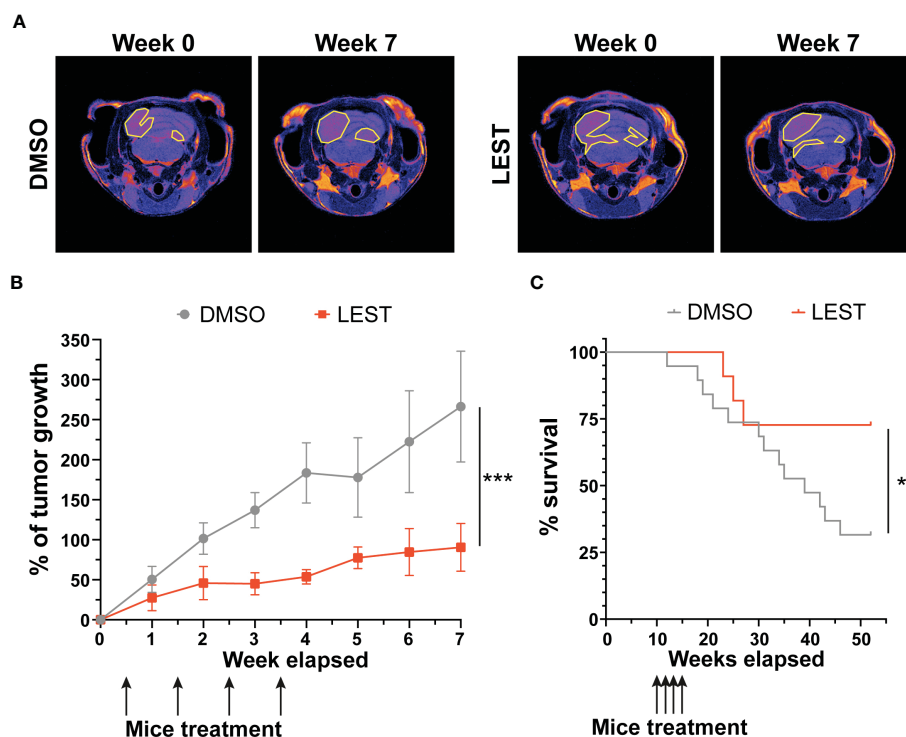 A
Week 0
Week 7
Week 0
Week 7
DMSO
LEST
B
DMSO
LEST
% of tumor growth
350
300
250
200
150
100
50
0
0 1 2 3 4 5 6 7
Week elapsed
***
Mice treatment
C
DMSO
LEST
% survival
100
75
50
25
0
0 10 20 30 40 50
Weeks elapsed
*
Mice treatment